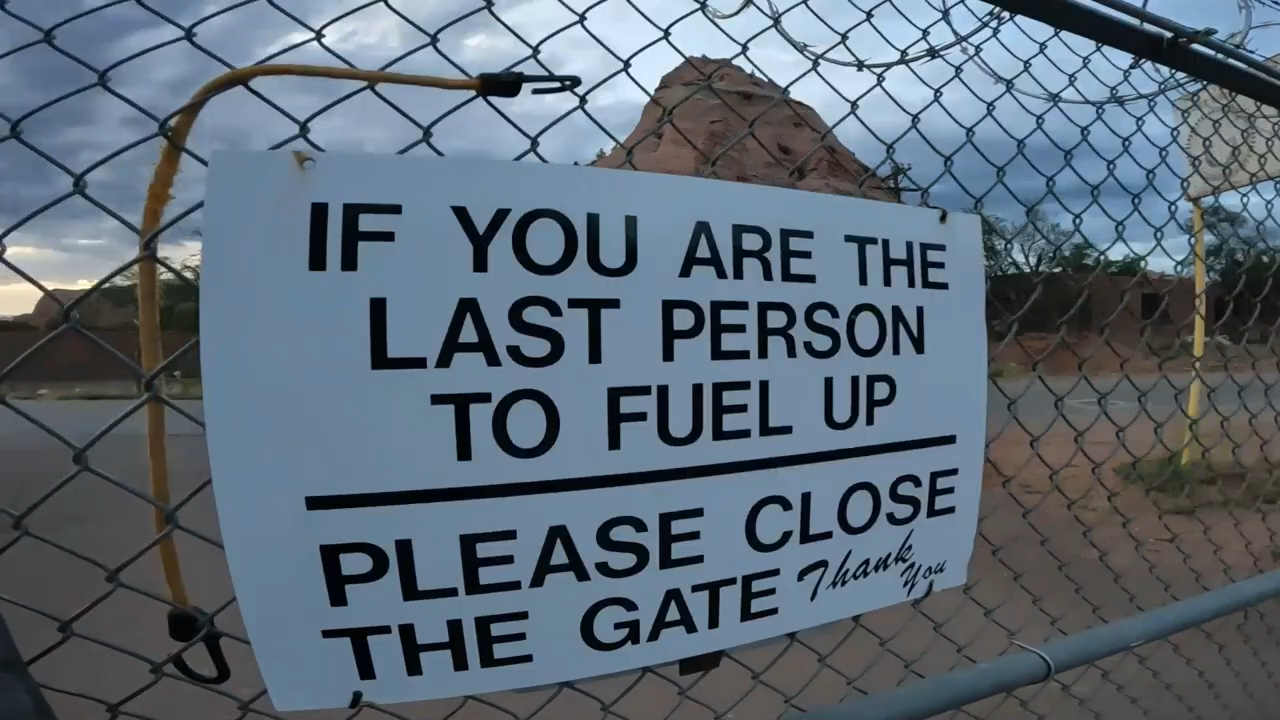 IF YOU ARE THE
LAST PERSON
TO FUEL UP
PLEASE CLOSE
THE GATE Thank You